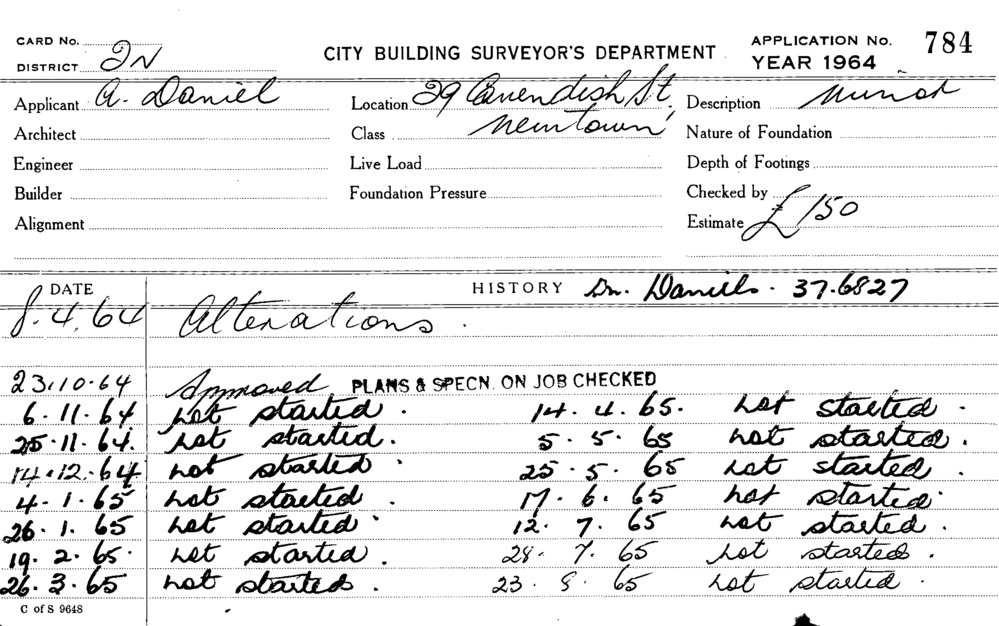 CARD No.
DISTRICT 2N
CITY BUILDING SURVEYOR'S DEPARTMENT
APPLICATION No. 784
YEAR 1964
Applicant A. Daniel
Location 29 Cavendish St,
Newtown
Description Minor
Architect
Class
Nature of Foundation
Engineer
Live Load
Depth of Footings
Builder
Foundation Pressure
Checked by
Alignment
Estimate £150
DATE HISTORY Dr. Daniels. 37.6827
8.4.64 Alterations.
23.10.64 Approved PLANS & SPECN. ON JOB CHECKED
6.11.64 not started. 14.4.65. not started.
25.11.64. not started. 5.5.65 not started.
14.12.64 not started. 25.5.65 not started.
4.1.65 not started. 17.6.65 not started.
26.1.65 not started. 12.7.65 not started.
19.2.65. not started. 28.7.65 not started.
26.3.65 not started. 23.8.65 not started.
C of S 9648